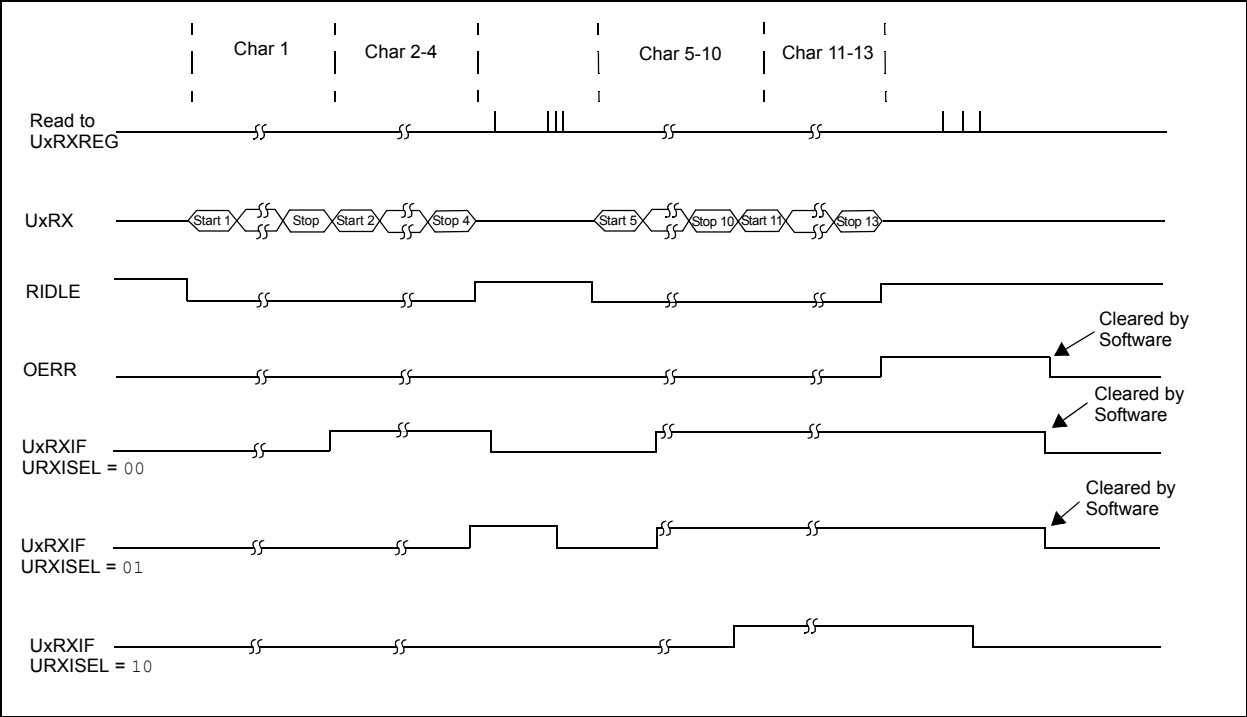 Char 1
Char 2-4
Char 5-10
Char 11-13
Read to
UxRXREG
UxRX
Start 1
Stop
Start 2
Stop 4
Start 5
Stop 10
Start 11
Stop 13
RIDLE
Cleared by
Software
OERR
Cleared by
Software
UxRXIF
URXISEL = 00
Cleared by
Software
UxRXIF
URXISEL = 01
UxRXIF
URXISEL = 10